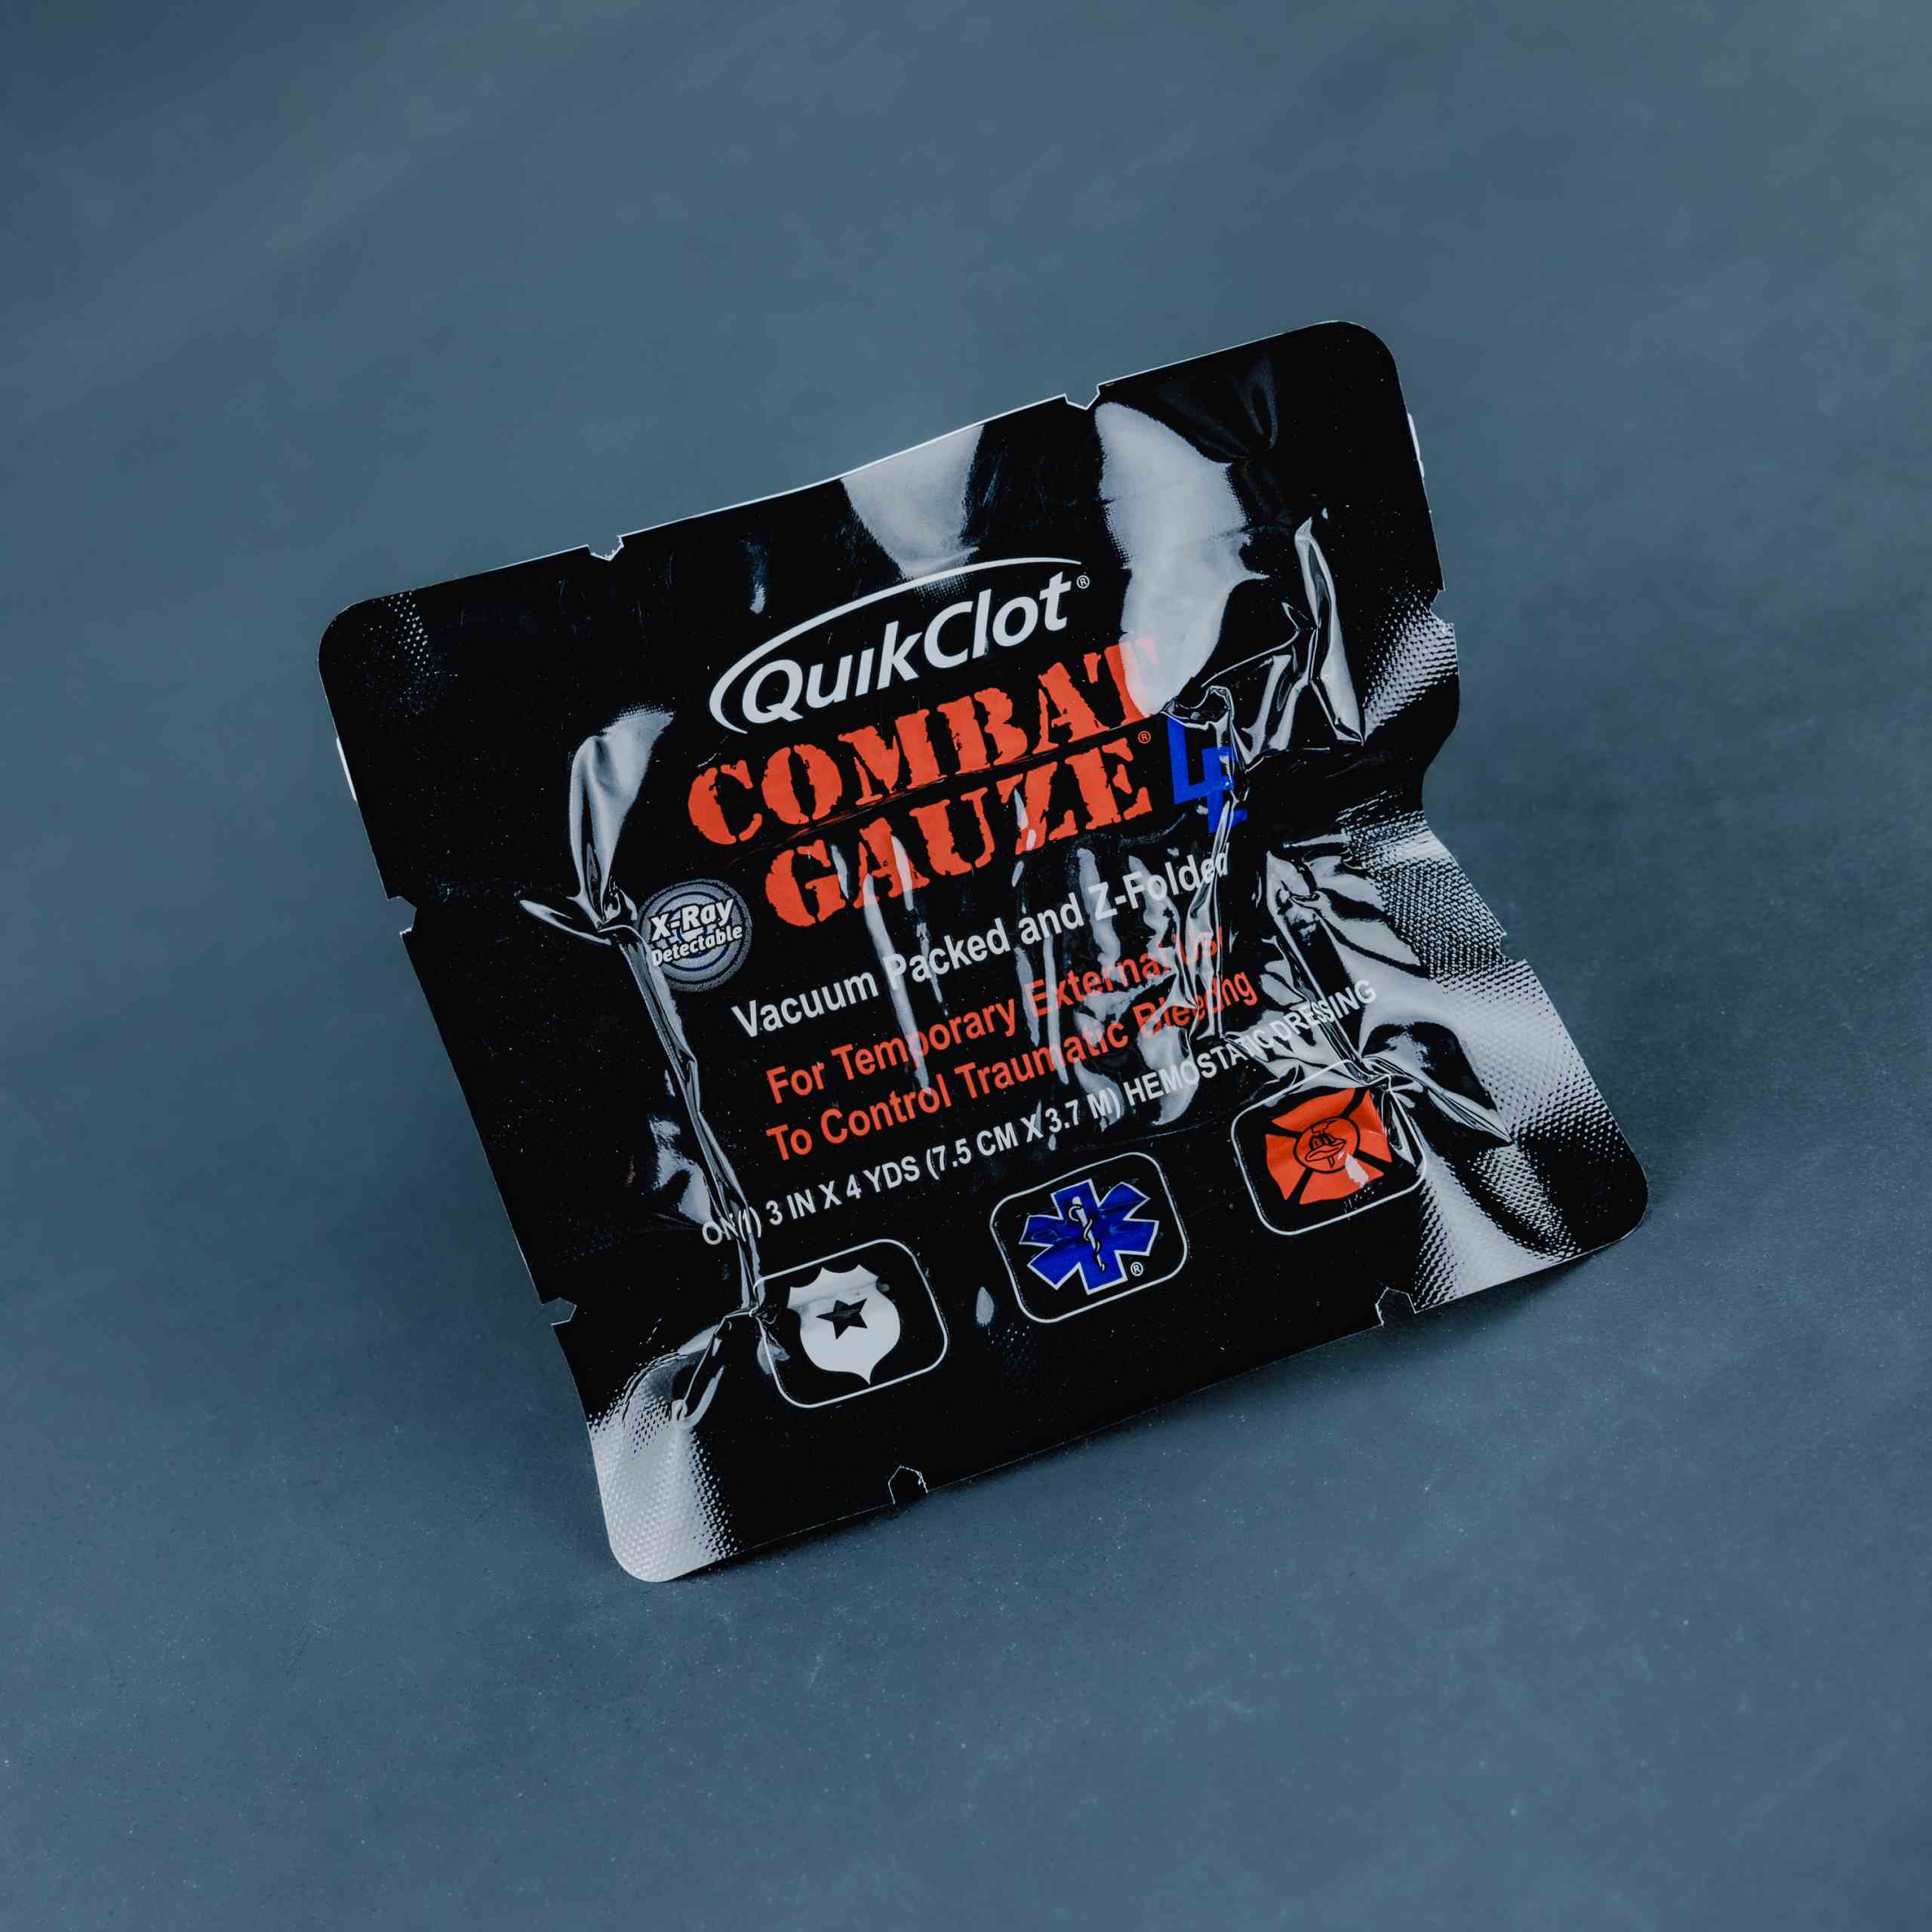 QuikClot®
COMBAT
GAUZE® LE
X-Ray
Detectable
Vacuum Packed and Z-Folded
For Temporary External Use
To Control Traumatic Bleeding
(1) 3 IN X 4 YDS (7.5 CM X 3.7 M) HEMOSTATIC DRESSING
®